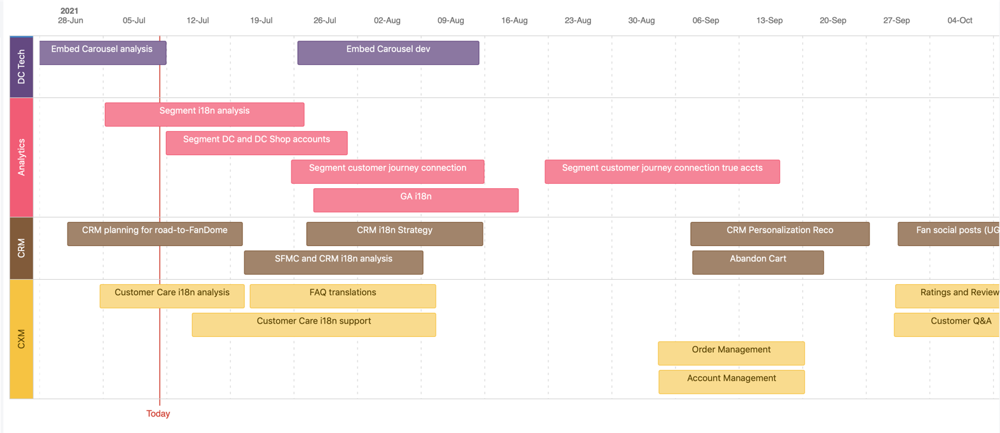 2021
28-Jun 05-Jul 12-Jul 19-Jul 26-Jul 02-Aug 09-Aug 16-Aug 23-Aug 30-Aug 06-Sep 13-Sep 20-Sep 27-Sep 04-Oct
DC Tech
Embed Carousel analysis
Embed Carousel dev
Analytics
Segment i18n analysis
Segment DC and DC Shop accounts
Segment customer journey connection
Segment customer journey connection true accts
GA i18n
CRM
CRM planning for road-to-FanDome
CRM i18n Strategy
CRM Personalization Reco
Fan social posts (UG
SFMC and CRM i18n analysis
Abandon Cart
CXM
Customer Care i18n analysis
FAQ translations
Ratings and Review
Customer Care i18n support
Customer Q&A
Order Management
Account Management
Today